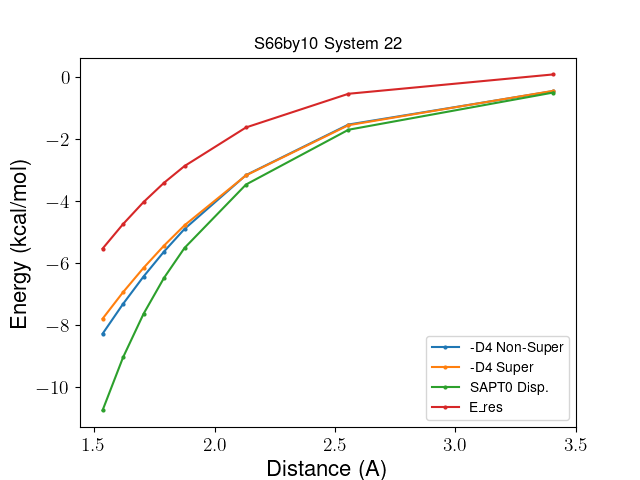 S66by10 System 22
Energy (kcal/mol)
0
−2
−4
−6
−8
−10
-D4 Non-Super
-D4 Super
SAPT0 Disp.
E_res
1.5 2.0 2.5 3.0 3.5
Distance (A)